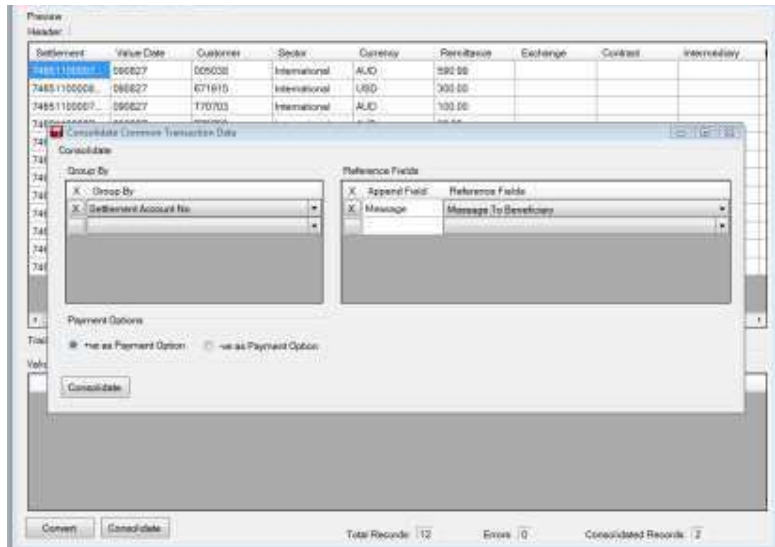 Preview
Header
Settlement Value Date Customer Sector Currency Remittance Exchange Contract Intermediary
090827 005030 International AUD 590.00
74651100008... 090827 671915 International USD 300.00
74651100007... 090827 170703 International AUD 100.00
Consolidate Common Transaction Data
Consolidate
Group By Reference Fields
X Group By X Append Field Reference Fields
X Settlement Account No X Message Message To Beneficiary
Payment Options
+ve as Payment Option -ve as Payment Option
Consolidate
Convert Consolidate Total Records 12 Errors 0 Consolidated Records 2